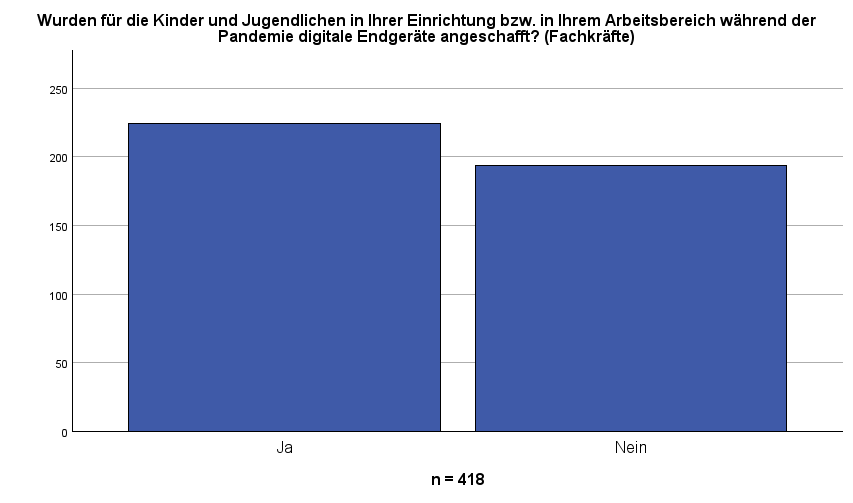 Wurden für die Kinder und Jugendlichen in Ihrer Einrichtung bzw. in Ihrem Arbeitsbereich während der
Pandemie digitale Endgeräte angeschafft? (Fachkräfte)
250
200
150
100
50
0
Ja Nein
n = 418